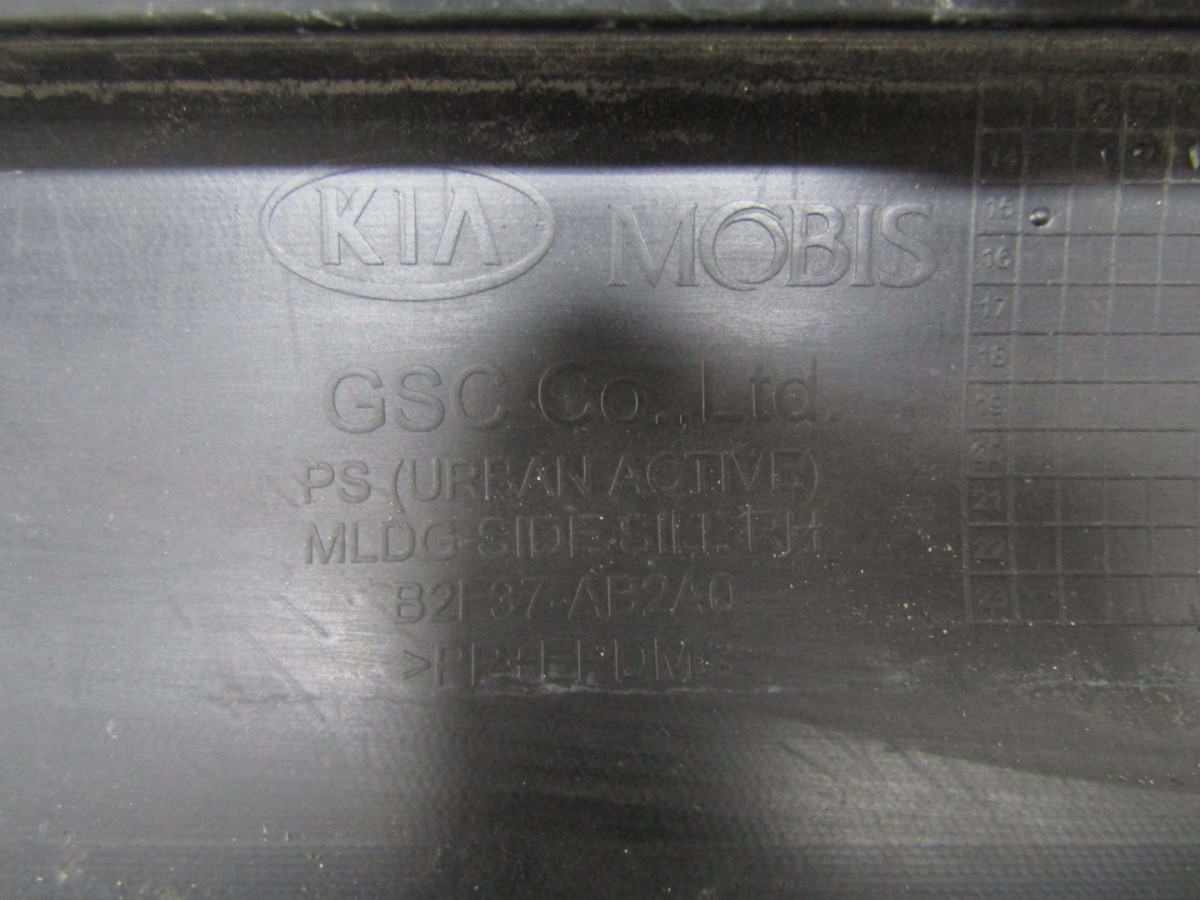 KIA MOBIS
GSC Co.,Ltd.
PS (URBAN ACTIVE)
MLDG-SIDE SILL RH
B2F37-AB2A0
>PP+EPDM<
14
15
16
17
18
19
20
21
22
23